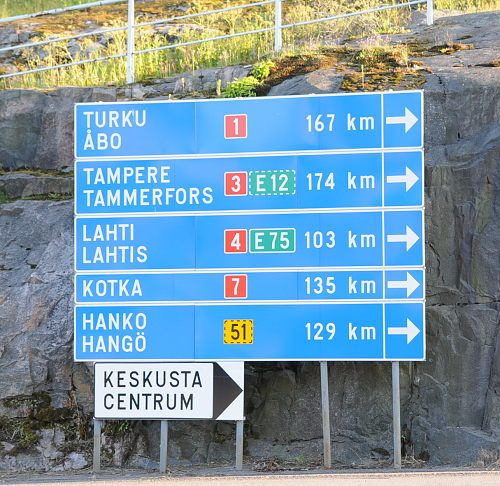 TURKU 1 167 km
ÅBO
TAMPERE 3 E12 174 km
TAMMERFORS
LAHTI 4 E75 103 km
LAHTIS
KOTKA 7 135 km
HANKO 51 129 km
HANGÖ
KESKUSTA
CENTRUM